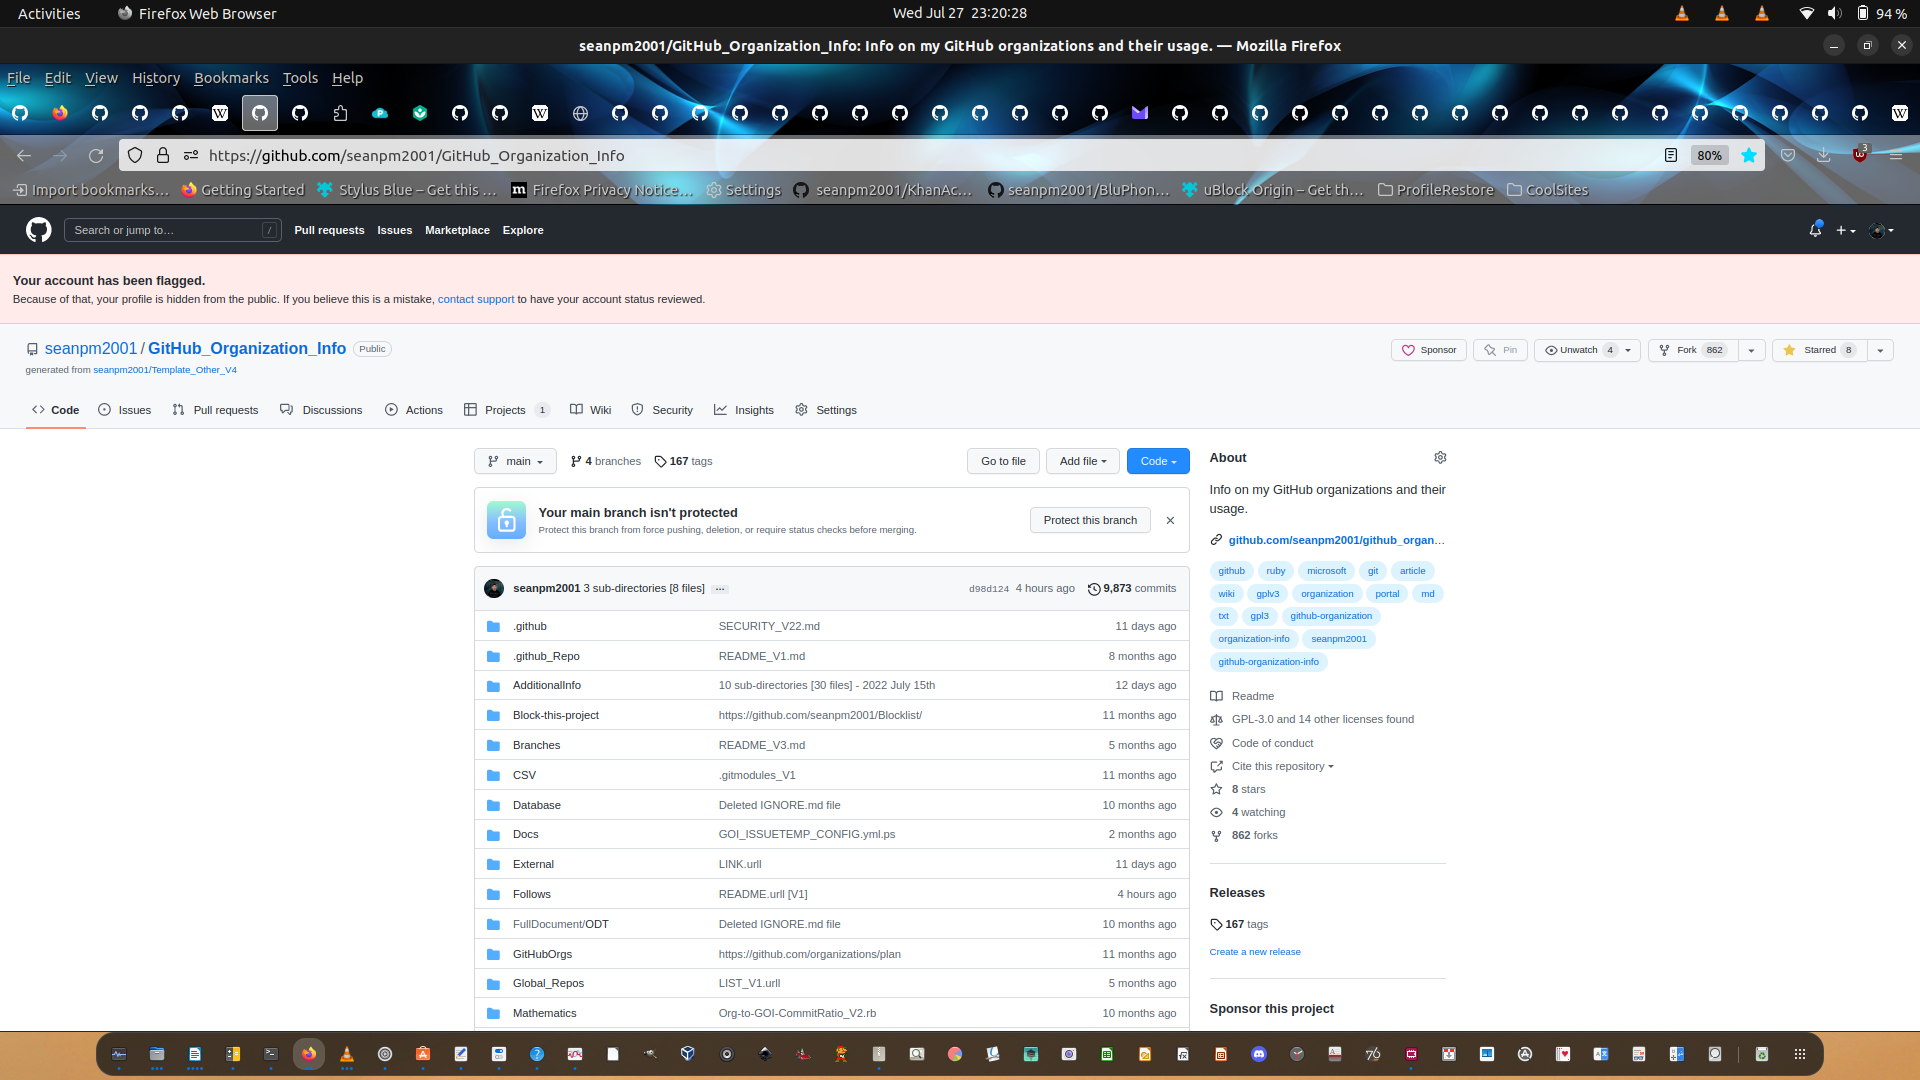 Activities
Firefox Web Browser
Wed Jul 27 23:20:28
94 %
seanpm2001/GitHub_Organization_Info: Info on my GitHub organizations and their usage. — Mozilla Firefox
File Edit View History Bookmarks Tools Help
https://github.com/seanpm2001/GitHub_Organization_Info
80%
3
Import bookmarks… Getting Started Stylus Blue – Get this … Firefox Privacy Notice… Settings seanpm2001/KhanAc… seanpm2001/BluPhon… uBlock Origin – Get th… ProfileRestore CoolSites
Search or jump to… /
Pull requests Issues Marketplace Explore
Your account has been flagged.
Because of that, your profile is hidden from the public. If you believe this is a mistake, contact support to have your account status reviewed.
seanpm2001 / GitHub_Organization_Info Public
Sponsor Pin Unwatch 4 Fork 862 Starred 8
generated from seanpm2001/Template_Other_V4
Code Issues Pull requests Discussions Actions Projects 1 Wiki Security Insights Settings
main 4 branches 167 tags Go to file Add file Code
Your main branch isn't protected
Protect this branch from force pushing, deletion, or require status checks before merging.
Protect this branch
seanpm2001 3 sub-directories [8 files] ... d98d124 4 hours ago 9,873 commits
.github SECURITY_V22.md 11 days ago
.github_Repo README_V1.md 8 months ago
AdditionalInfo 10 sub-directories [30 files] - 2022 July 15th 12 days ago
Block-this-project https://github.com/seanpm2001/Blocklist/ 11 months ago
Branches README_V3.md 5 months ago
CSV .gitmodules_V1 11 months ago
Database Deleted IGNORE.md file 10 months ago
Docs GOI_ISSUETEMP_CONFIG.yml.ps 2 months ago
External LINK.urll 11 days ago
Follows README.urll [V1] 4 hours ago
FullDocument/ODT Deleted IGNORE.md file 10 months ago
GitHubOrgs https://github.com/organizations/plan 11 months ago
Global_Repos LIST_V1.urll 5 months ago
Mathematics Org-to-GOI-CommitRatio_V2.rb 10 months ago
About
Info on my GitHub organizations and their
usage.
github.com/seanpm2001/github_organ…
github ruby microsoft git article
wiki gplv3 organization portal md
txt gpl3 github-organization
organization-info seanpm2001
github-organization-info
Readme
GPL-3.0 and 14 other licenses found
Code of conduct
Cite this repository
8 stars
4 watching
862 forks
Releases
167 tags
Create a new release
Sponsor this project